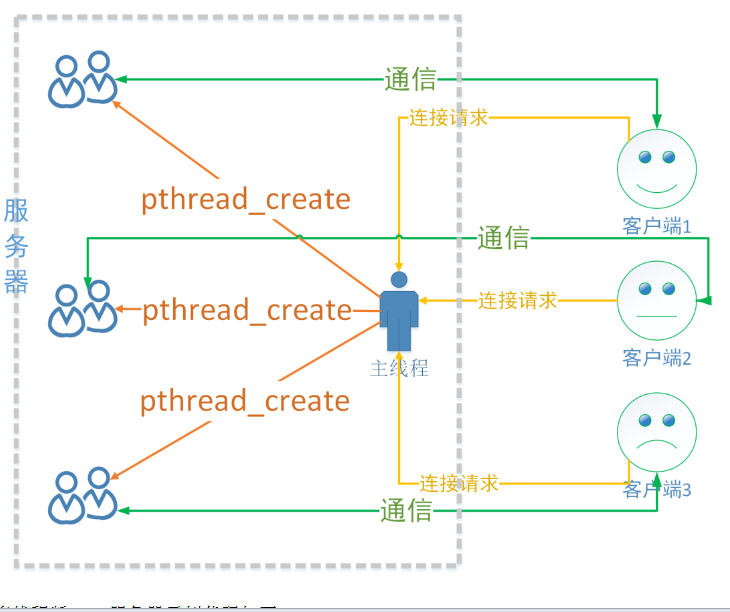 通信
连接请求
pthread_create
服务器
客户端1
通信
pthread_create
连接请求
客户端2
主线程
pthread_create
连接请求
客户端3
通信